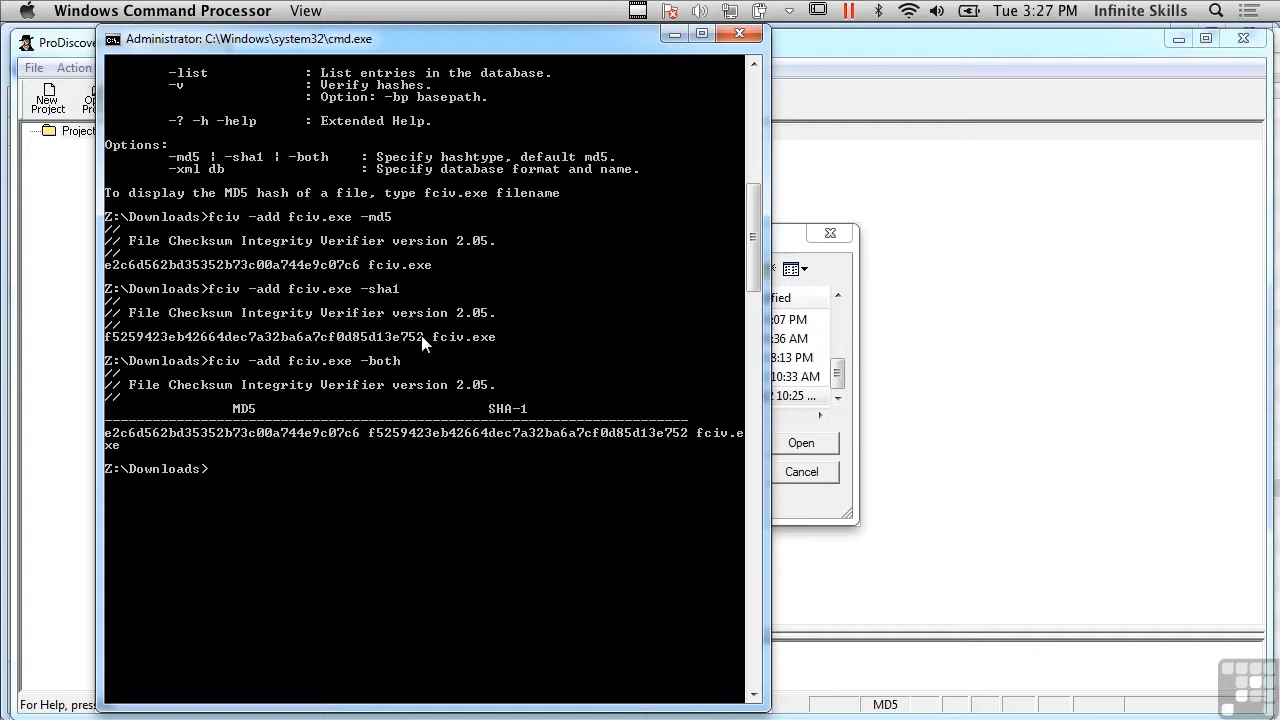 Windows Command Processor View Tue 3:27 PM Infinite Skills
ProDiscove
Administrator: C:\Windows\system32\cmd.exe
File Action
New
Project
Project
-list : List entries in the database.
-v : Verify hashes.
: Option: -bp basepath.
-? -h -help : Extended Help.
Options:
-md5 | -sha1 | -both : Specify hashtype, default md5.
-xml db : Specify database format and name.
To display the MD5 hash of a file, type fciv.exe filename
Z:\Downloads>fciv -add fciv.exe -md5
//
// File Checksum Integrity Verifier version 2.05.
//
e2c6d562bd35352b73c00a744e9c07c6 fciv.exe
Z:\Downloads>fciv -add fciv.exe -sha1
//
// File Checksum Integrity Verifier version 2.05.
//
f5259423eb42664dec7a32ba6a7cf0d85d13e752 fciv.exe
Z:\Downloads>fciv -add fciv.exe -both
//
// File Checksum Integrity Verifier version 2.05.
//
MD5 SHA-1
-------------------------------------------------------------------------
e2c6d562bd35352b73c00a744e9c07c6 f5259423eb42664dec7a32ba6a7cf0d85d13e752 fciv.e
xe
Z:\Downloads>
fied
:07 PM
:36 AM
8:13 PM
10:33 AM
2 10:25 ...
Open
Cancel
For Help, press
MD5